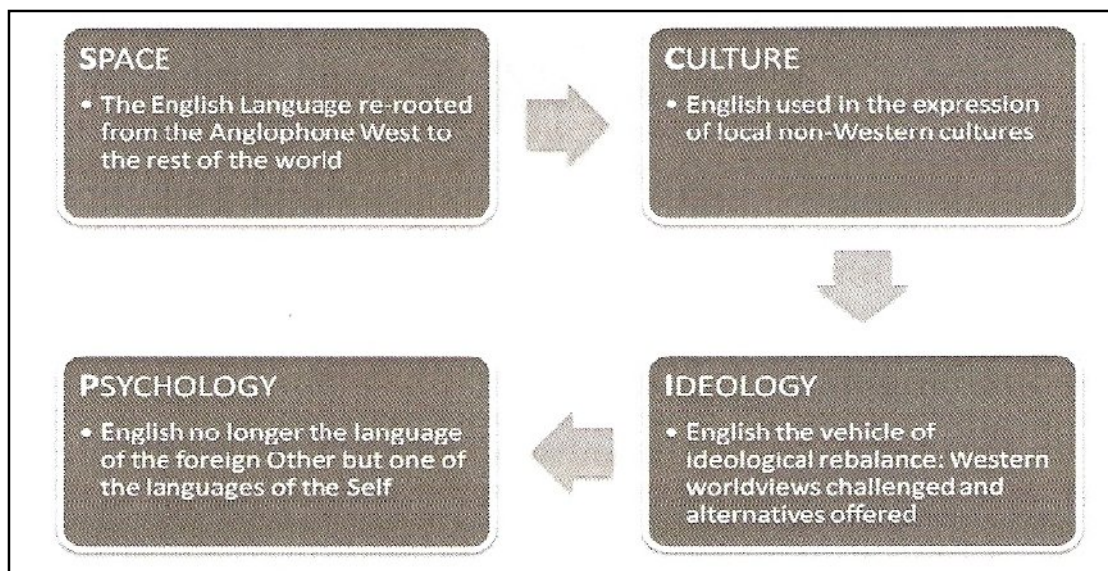 SPACE
• The English Language re-rooted
from the Anglophone West to
the rest of the world
CULTURE
• English used in the expression
of local non-Western cultures
IDEOLOGY
• English the vehicle of
ideological rebalance: Western
worldviews challenged and
alternatives offered
PSYCHOLOGY
• English no longer the language
of the foreign Other but one of
the languages of the Self